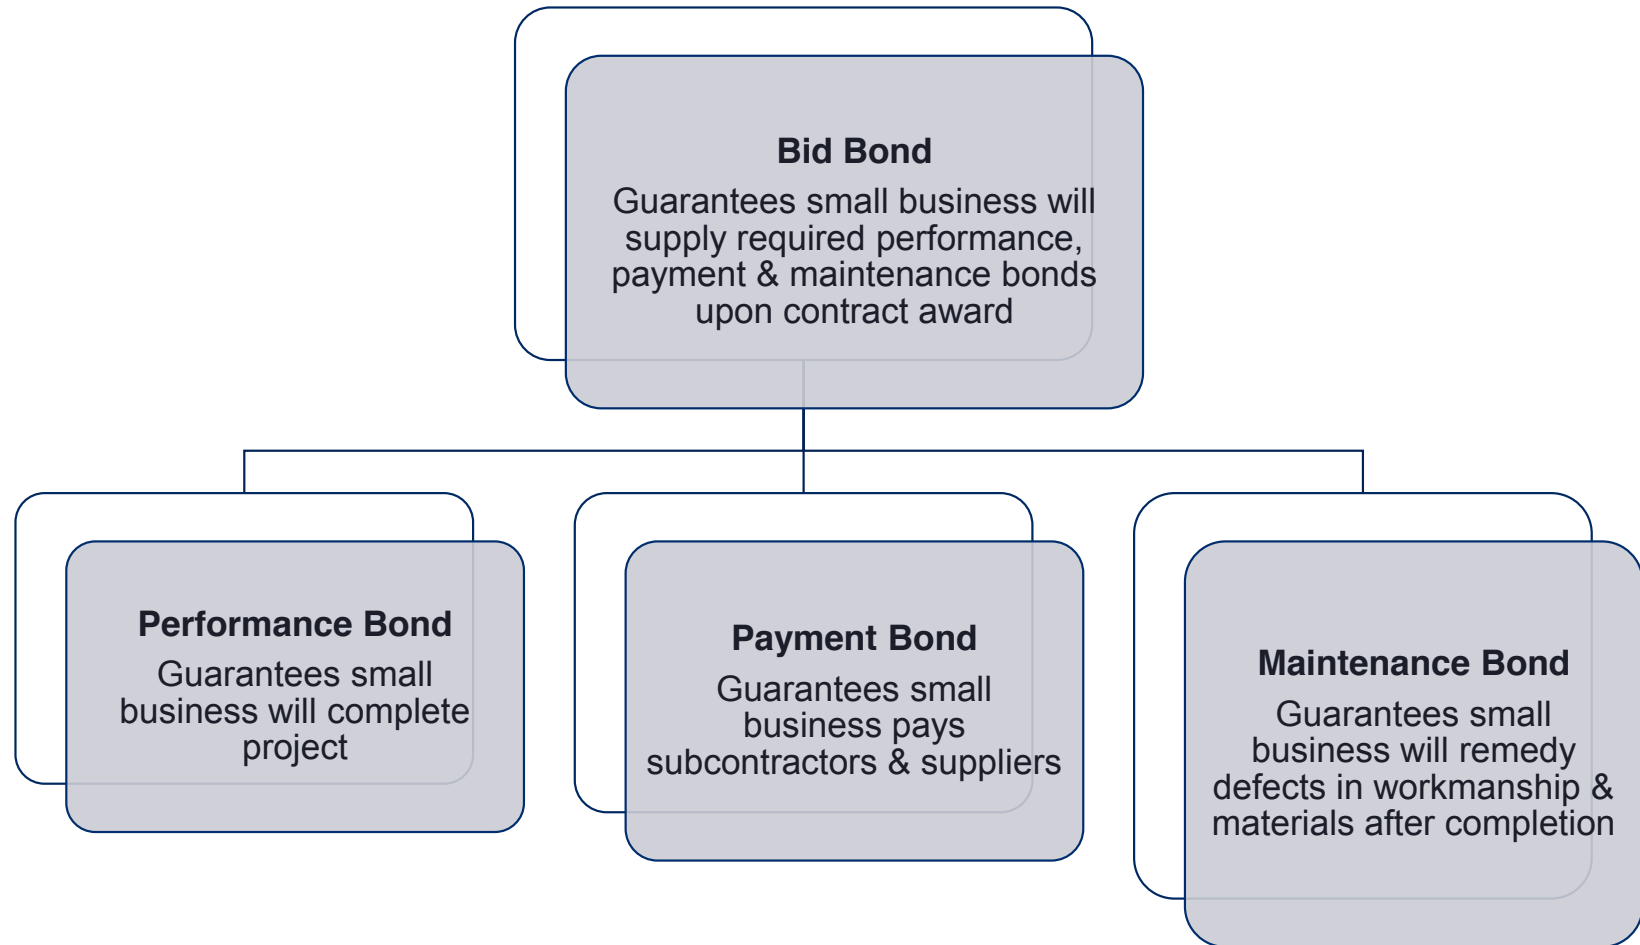 Bid Bond
Guarantees small business will
supply required performance,
payment & maintenance bonds
upon contract award
Performance Bond
Guarantees small
business will complete
project
Payment Bond
Guarantees small
business pays
subcontractors & suppliers
Maintenance Bond
Guarantees small
business will remedy
defects in workmanship &
materials after completion